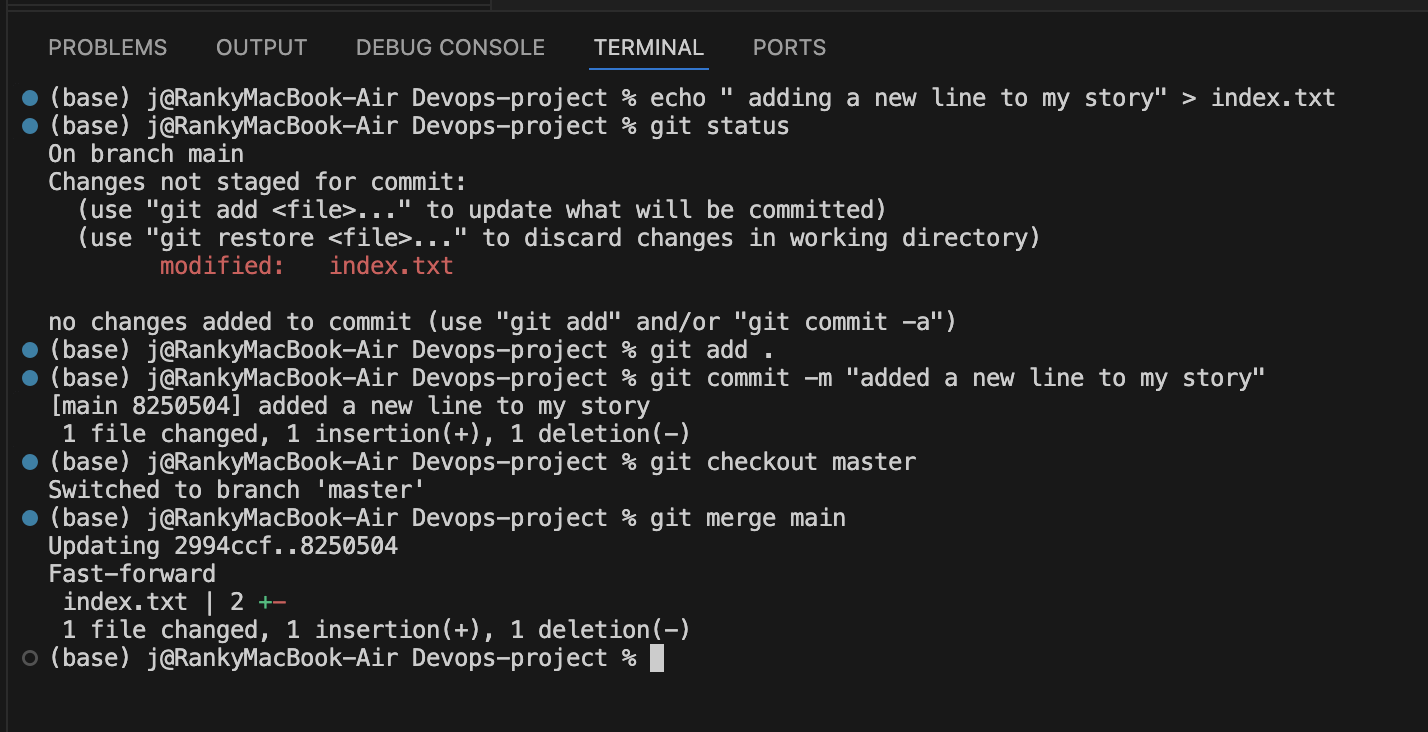 PROBLEMS OUTPUT DEBUG CONSOLE TERMINAL PORTS
(base) j@RankyMacBook-Air Devops-project % echo " adding a new line to my story" > index.txt
(base) j@RankyMacBook-Air Devops-project % git status
On branch main
Changes not staged for commit:
  (use "git add <file>..." to update what will be committed)
  (use "git restore <file>..." to discard changes in working directory)
        modified:   index.txt

no changes added to commit (use "git add" and/or "git commit -a")
(base) j@RankyMacBook-Air Devops-project % git add .
(base) j@RankyMacBook-Air Devops-project % git commit -m "added a new line to my story"
[main 8250504] added a new line to my story
 1 file changed, 1 insertion(+), 1 deletion(-)
(base) j@RankyMacBook-Air Devops-project % git checkout master
Switched to branch 'master'
(base) j@RankyMacBook-Air Devops-project % git merge main
Updating 2994ccf..8250504
Fast-forward
 index.txt | 2 +-
 1 file changed, 1 insertion(+), 1 deletion(-)
(base) j@RankyMacBook-Air Devops-project %